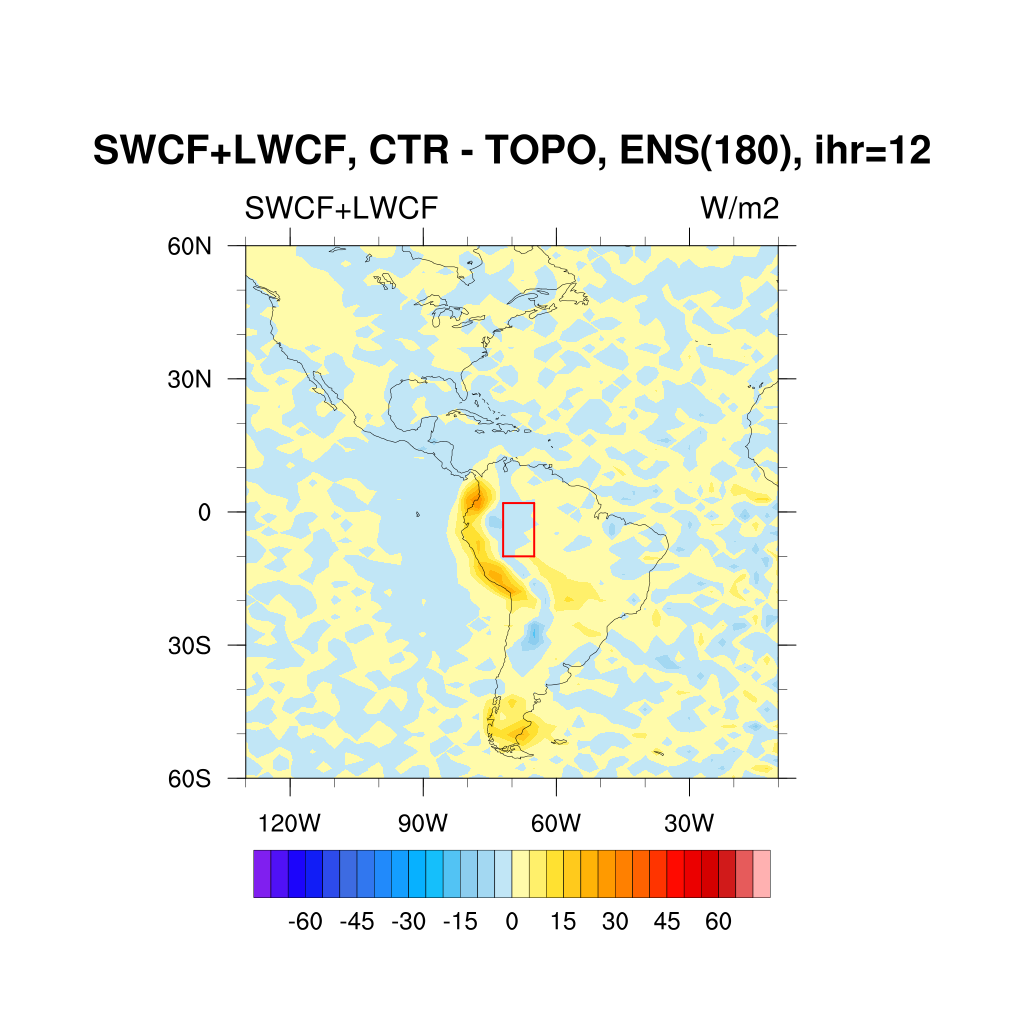 SWCF+LWCF, CTR - TOPO, ENS(180), ihr=12
SWCF+LWCF W/m2
60N
30N
0
30S
60S
120W 90W 60W 30W
-60 -45 -30 -15 0 15 30 45 60